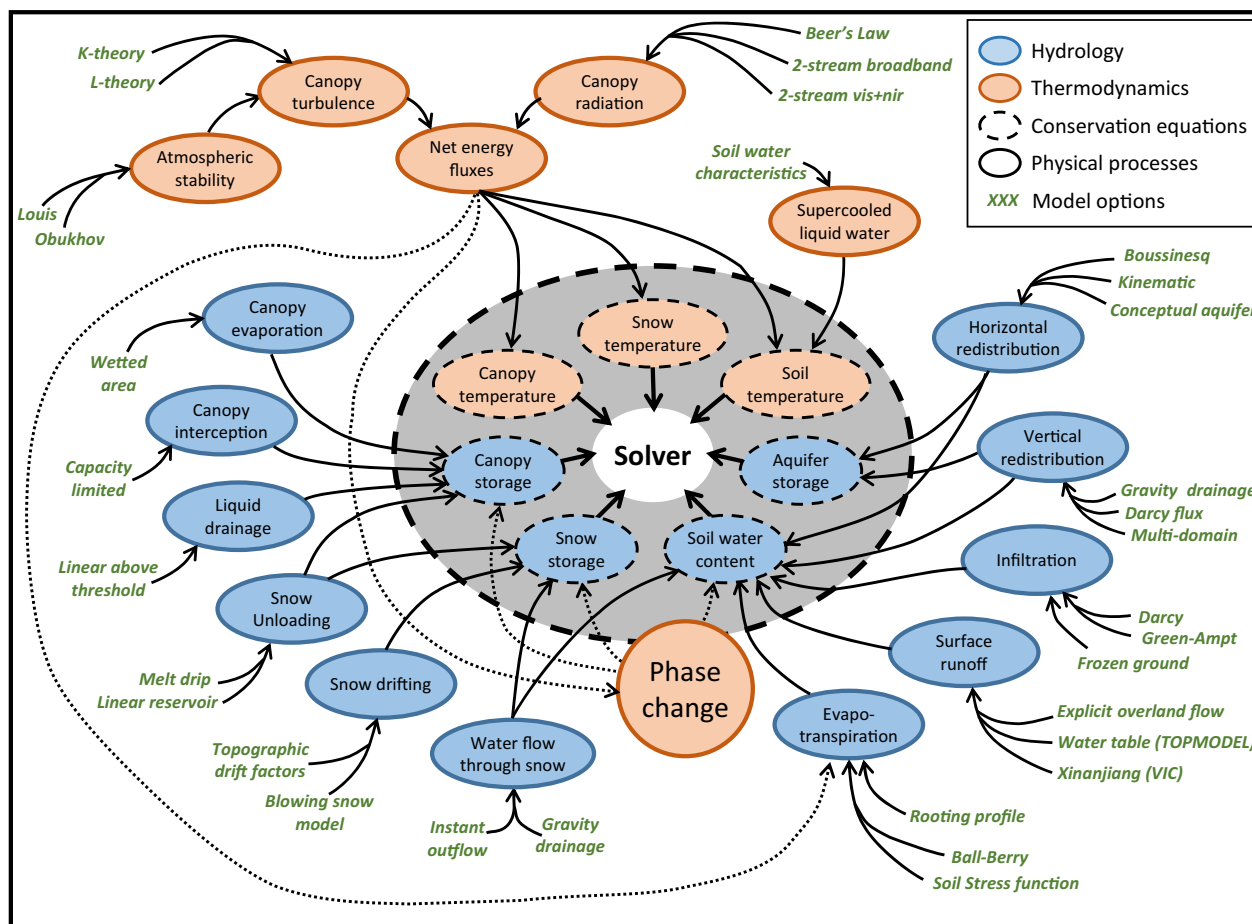 K-theory
L-theory
Canopy
turbulence
Canopy
radiation
Beer's Law
2-stream broadband
2-stream vis+nir
Hydrology
Thermodynamics
Conservation equations
Physical processes
XXX Model options
Atmospheric
stability
Net energy
fluxes
Soil water
characteristics
Supercooled
liquid water
Louis
Obukhov
Boussinesq
Kinematic
Conceptual aquifer
Canopy
evaporation
Snow
temperature
Horizontal
redistribution
Wetted
area
Canopy
temperature
Soil
temperature
Canopy
interception
Vertical
redistribution
Solver
Canopy
storage
Aquifer
storage
Capacity
limited
Liquid
drainage
Gravity drainage
Darcy flux
Multi-domain
Snow
storage
Soil water
content
Infiltration
Linear above
threshold
Snow
Unloading
Darcy
Green-Ampt
Frozen ground
Surface
runoff
Melt drip
Linear reservoir
Snow drifting
Phase
change
Explicit overland flow
Water table (TOPMODEL)
Xinanjiang (VIC)
Evapo-
transpiration
Water flow
through snow
Topographic
drift factors
Blowing snow
model
Instant
outflow
Gravity
drainage
Rooting profile
Ball-Berry
Soil Stress function